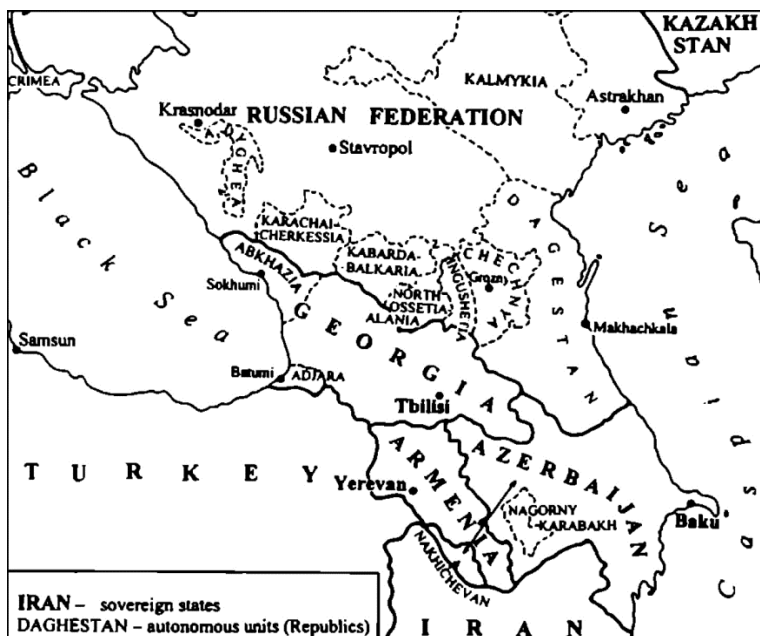 KAZAKH
STAN
CRIMEA
KALMYKIA
Astrakhan
Krasnodar
RUSSIAN FEDERATION
ADYGHEA
Stavropol
Black Sea
Caspian Sea
DAGESTAN
KARACHAI-
CHERKESSIA
KABARDA-
BALKARIA
CHECHNYA
INGUSHETIA
Grozny
ABKHAZIA
Sokhumi
NORTH
OSSETIA
ALANIA
Makhachkala
GEORGIA
Samsun
Batumi
ADJARA
Tbilisi
TURKEY
ARMENIA
AZERBAIJAN
Yerevan
NAGORNY
KARABAKH
Baku
NAKHICHEVAN
IRAN
IRAN – sovereign states
DAGHESTAN – autonomous units (Republics)